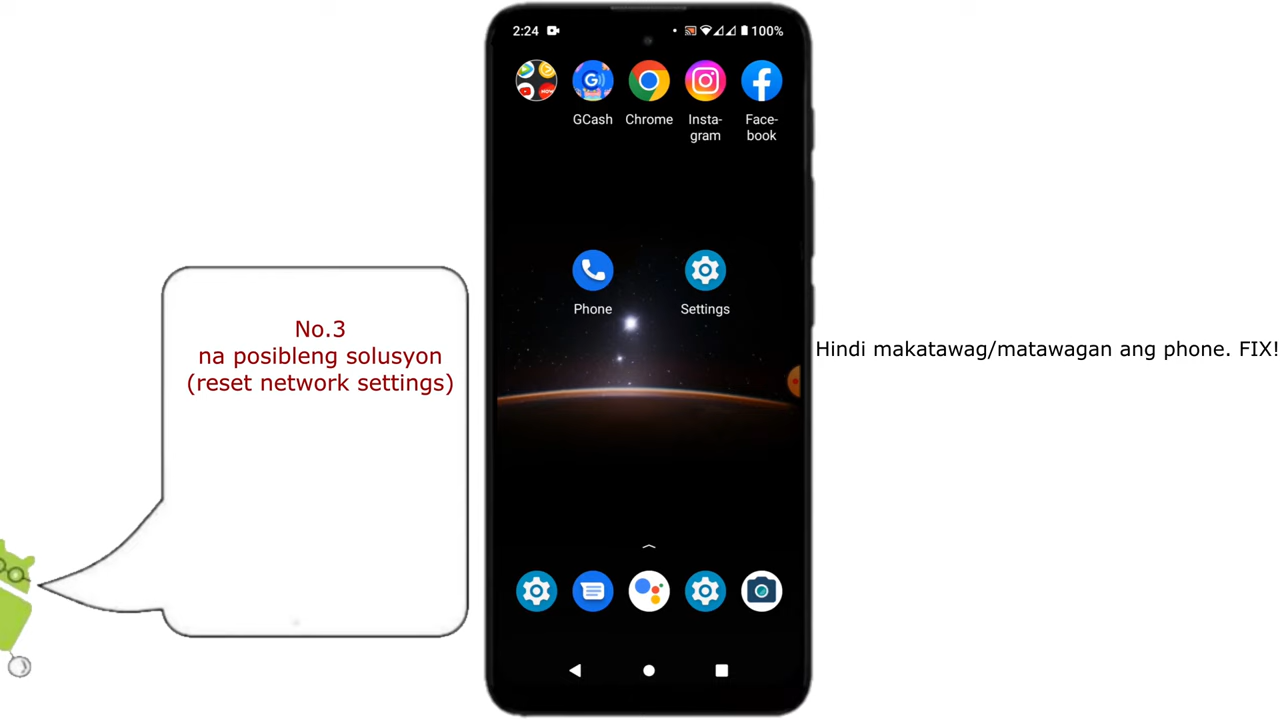 2:24
100%
GCash
Chrome
Insta-
gram
Face-
book
Phone
Settings
No.3
na posibleng solusyon
(reset network settings)
Hindi makatawag/matawagan ang phone. FIX!